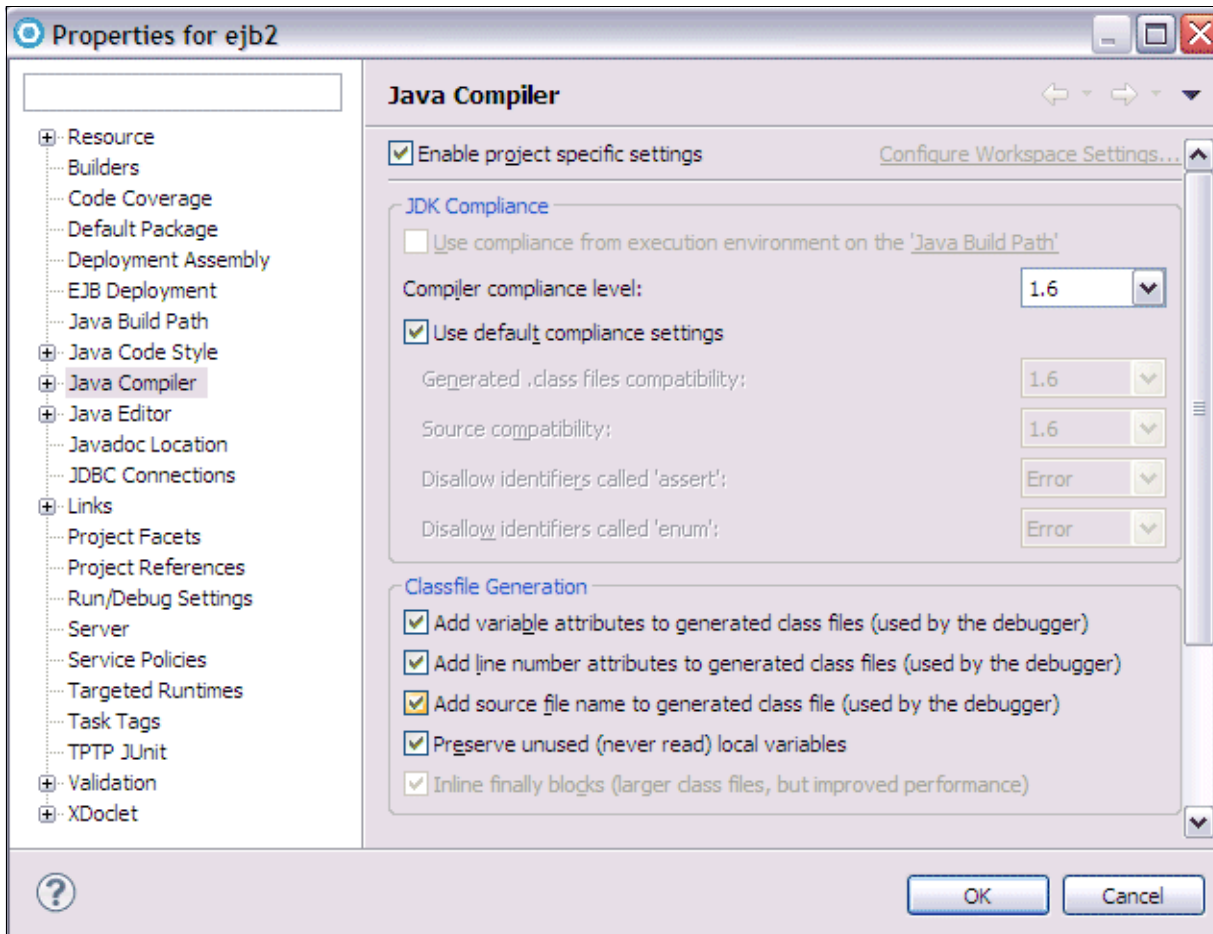 Properties for ejb2
Resource
Builders
Code Coverage
Default Package
Deployment Assembly
EJB Deployment
Java Build Path
Java Code Style
Java Compiler
Java Editor
Javadoc Location
JDBC Connections
Links
Project Facets
Project References
Run/Debug Settings
Server
Service Policies
Targeted Runtimes
Task Tags
TPTP JUnit
Validation
XDoclet
Java Compiler
Enable project specific settings Configure Workspace Settings...
JDK Compliance
Use compliance from execution environment on the 'Java Build Path'
Compiler compliance level: 1.6
Use default compliance settings
Generated .class files compatibility: 1.6
Source compatibility: 1.6
Disallow identifiers called 'assert': Error
Disallow identifiers called 'enum': Error
Classfile Generation
Add variable attributes to generated class files (used by the debugger)
Add line number attributes to generated class files (used by the debugger)
Add source file name to generated class file (used by the debugger)
Preserve unused (never read) local variables
Inline finally blocks (larger class files, but improved performance)
?
OK Cancel